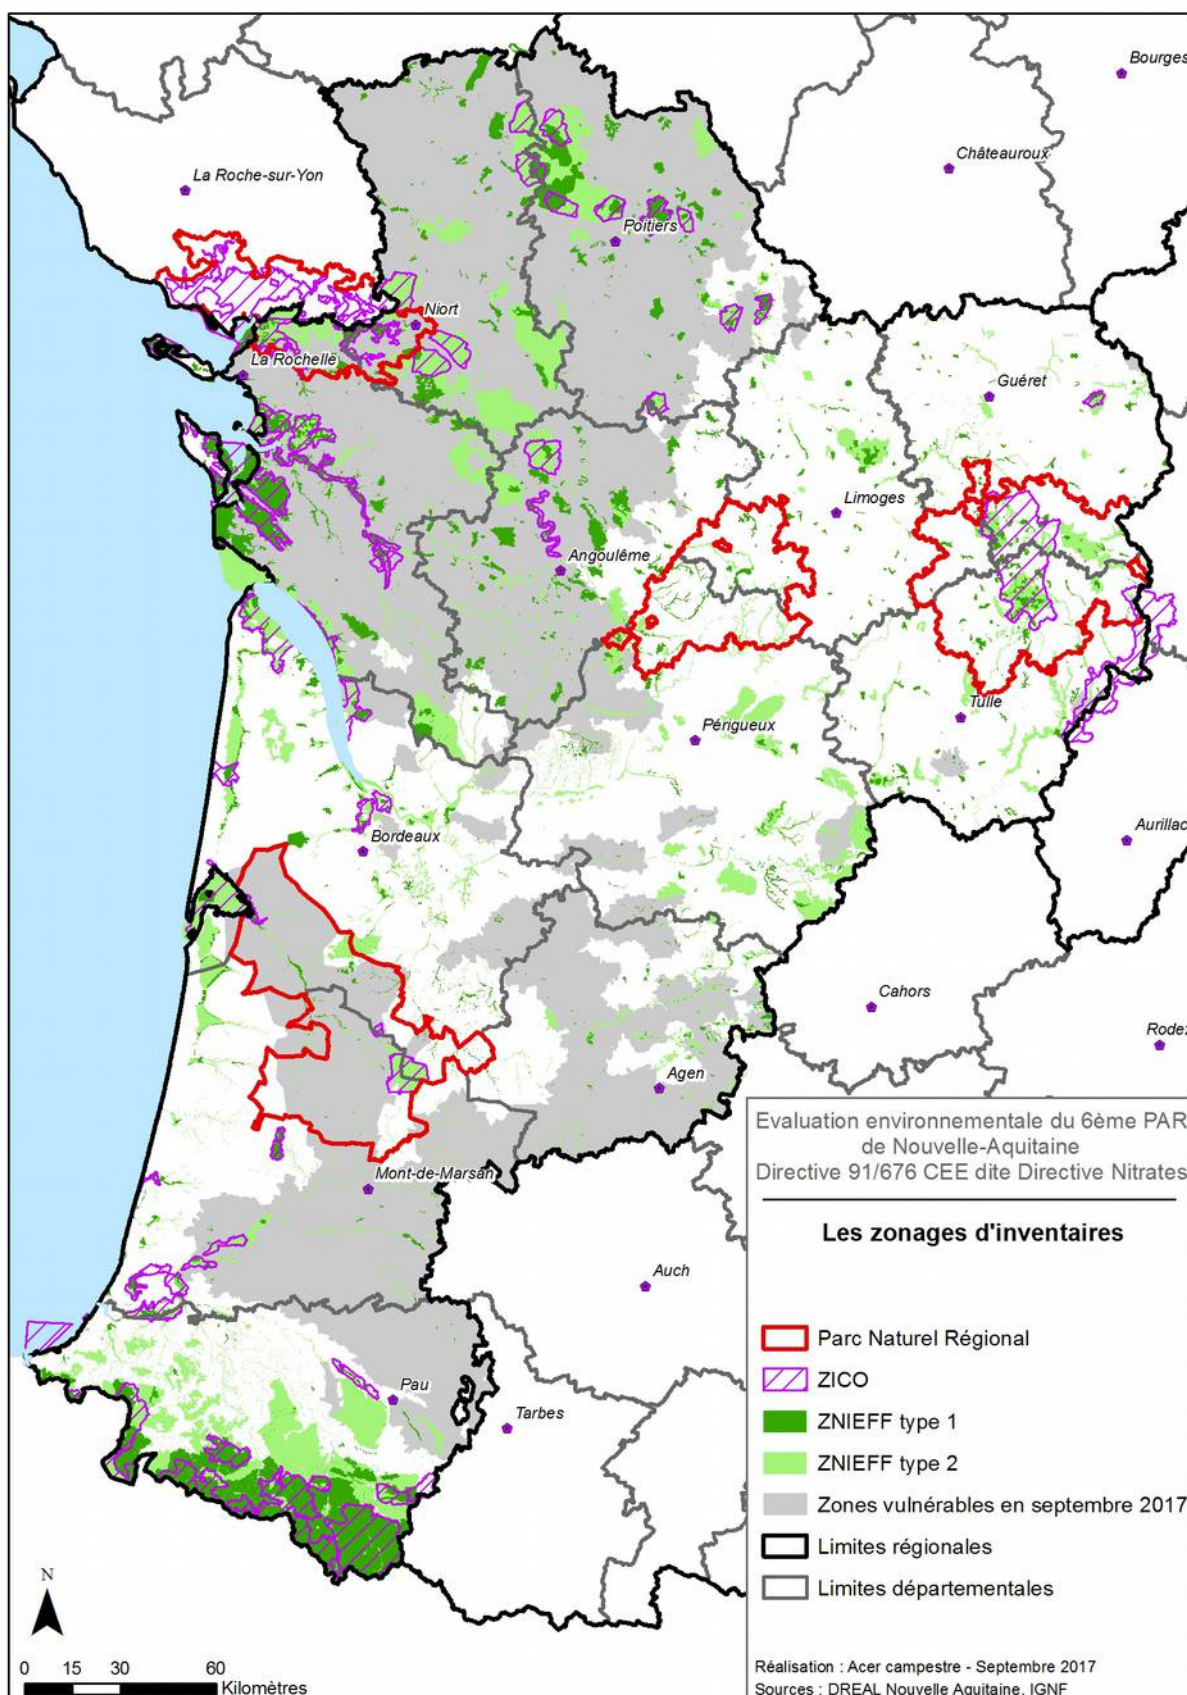 Bourges
Châteauroux
La Roche-sur-Yon
Poitiers
Niort
La Rochelle
Guéret
Limoges
Angoulême
Tulle
Périgueux
Aurillac
Bordeaux
Cahors
Rodez
Agen
Mont-de-Marsan
Auch
Pau
Tarbes
Evaluation environnementale du 6ème PAR
de Nouvelle-Aquitaine
Directive 91/676 CEE dite Directive Nitrates
Les zonages d'inventaires
Parc Naturel Régional
ZICO
ZNIEFF type 1
ZNIEFF type 2
Zones vulnérables en septembre 2017
Limites régionales
Limites départementales
Réalisation : Acer campestre - Septembre 2017
Sources : DREAL Nouvelle Aquitaine, IGNF
N
0 15 30 60
Kilomètres